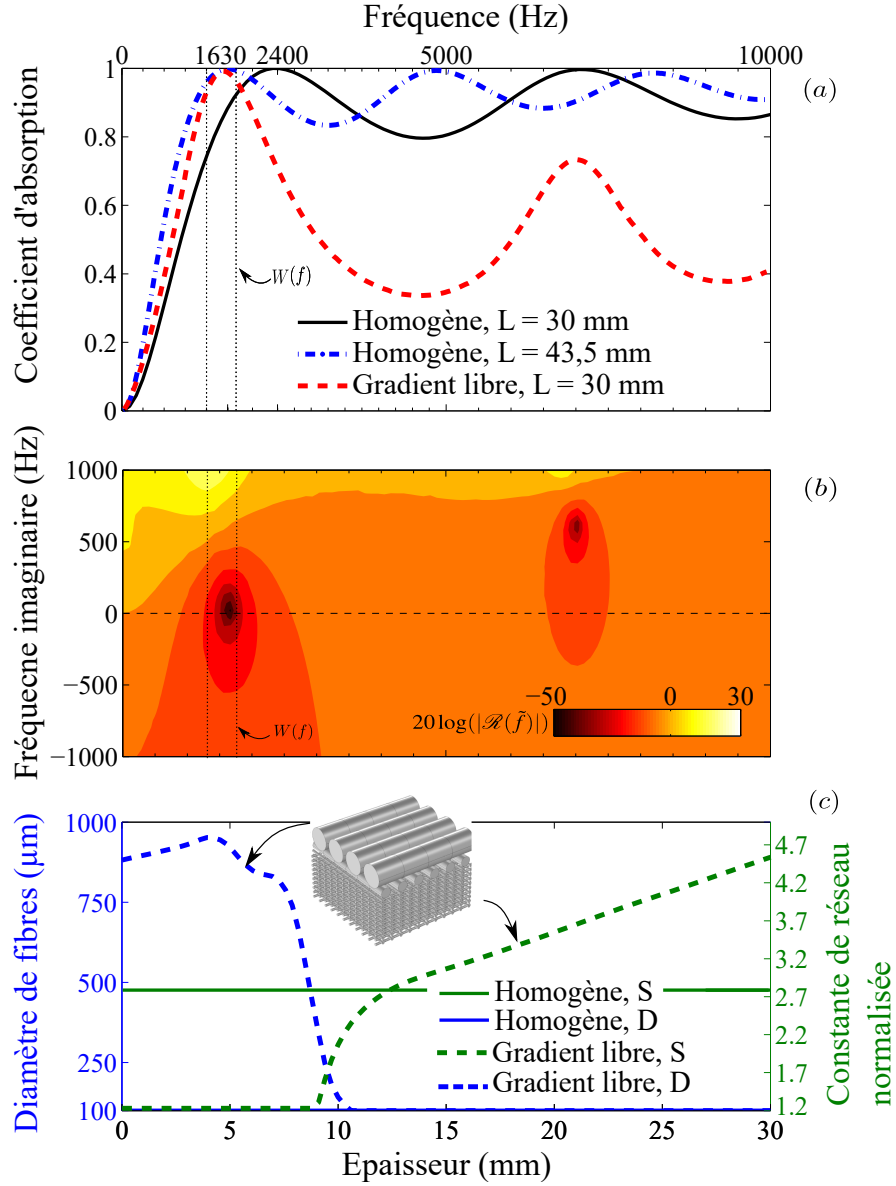 Fréquence (Hz)
0 1630 2400 5000 10000
Coefficient d'absorption
1
0.8
0.6
0.4
0.2
0
(a)
W(f)
Homogène, L = 30 mm
Homogène, L = 43,5 mm
Gradient libre, L = 30 mm
Fréquecne imaginaire (Hz)
1000
500
0
−500
−1000
(b)
W(f)
−50 0 30
20log(|ℛ(f̃)|)
(c)
Diamètre de fibres (μm)
1000
750
500
250
100
4.7
4.2
3.7
3.2
2.7
2.2
1.7
1.2
Constante de réseau
normalisée
Homogène, S
Homogène, D
Gradient libre, S
Gradient libre, D
0 5 10 15 20 25 30
Epaisseur (mm)